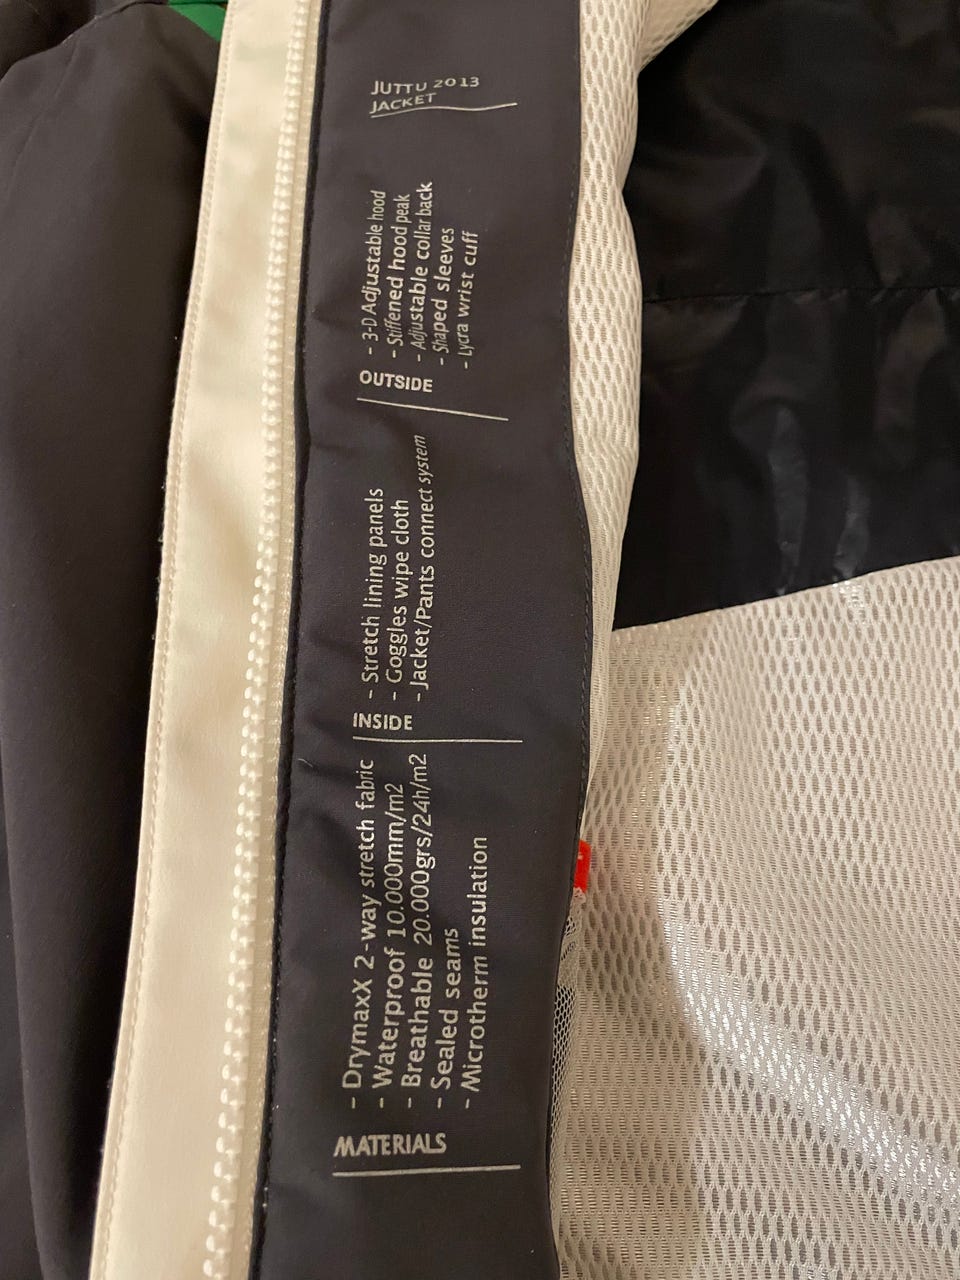 MATERIALS
- DrymaxX 2-way stretch fabric
- Waterproof 10.000mm/m2
- Breathable 20.000grs/24h/m2
- Sealed seams
- Microtherm insulation
INSIDE
- Stretch lining panels
- Goggles wipe cloth
-Jacket/Pants connect system
OUTSIDE
- 3-D Adjustable hood
- Stiffened hood peak
- Adjustable collar back
- Shaped sleeves
- Lycra wrist cuff
JUTTU 2013
JACKET